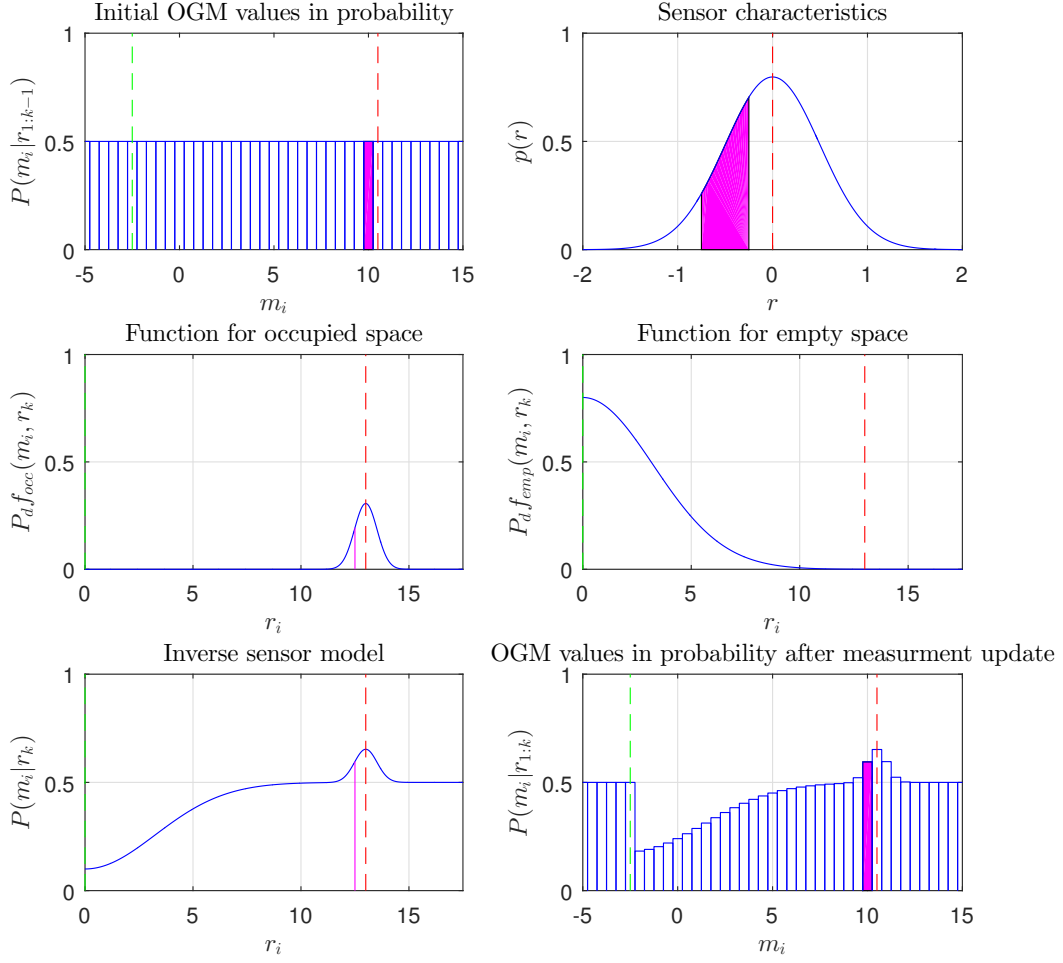 Initial OGM values in probability
1
0.5
0
P(m_i|r_{1:k−1})
-5 0 5 10 15
m_i
Sensor characteristics
1
0.5
0
p(r)
-2 -1 0 1 2
r
Function for occupied space
1
0.5
0
P_d f_{occ}(m_i, r_k)
0 5 10 15
r_i
Function for empty space
1
0.5
0
P_d f_{emp}(m_i, r_k)
0 5 10 15
r_i
Inverse sensor model
1
0.5
0
P(m_i|r_k)
0 5 10 15
r_i
OGM values in probability after measurment update
1
0.5
0
P(m_i|r_{1:k})
-5 0 5 10 15
m_i